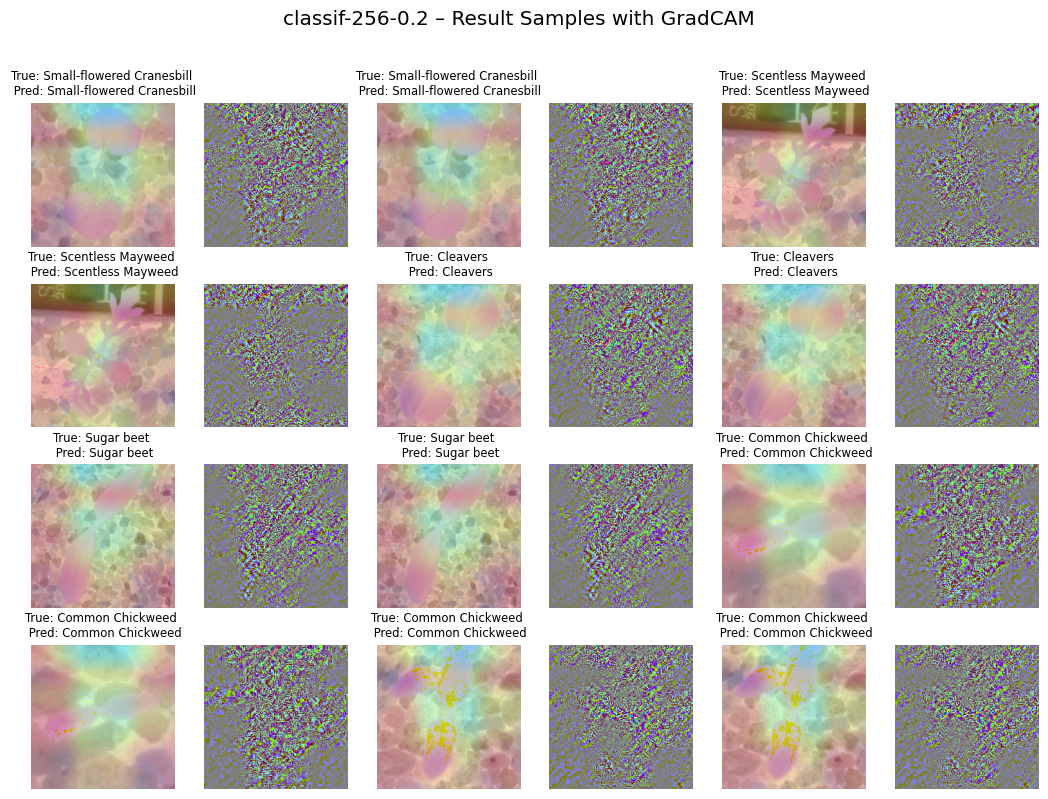 classif-256-0.2 – Result Samples with GradCAM
True: Small-flowered Cranesbill
Pred: Small-flowered Cranesbill
True: Small-flowered Cranesbill
Pred: Small-flowered Cranesbill
True: Scentless Mayweed
Pred: Scentless Mayweed
True: Scentless Mayweed
Pred: Scentless Mayweed
True: Cleavers
Pred: Cleavers
True: Cleavers
Pred: Cleavers
True: Sugar beet
Pred: Sugar beet
True: Sugar beet
Pred: Sugar beet
True: Common Chickweed
Pred: Common Chickweed
True: Common Chickweed
Pred: Common Chickweed
True: Common Chickweed
Pred: Common Chickweed
True: Common Chickweed
Pred: Common Chickweed